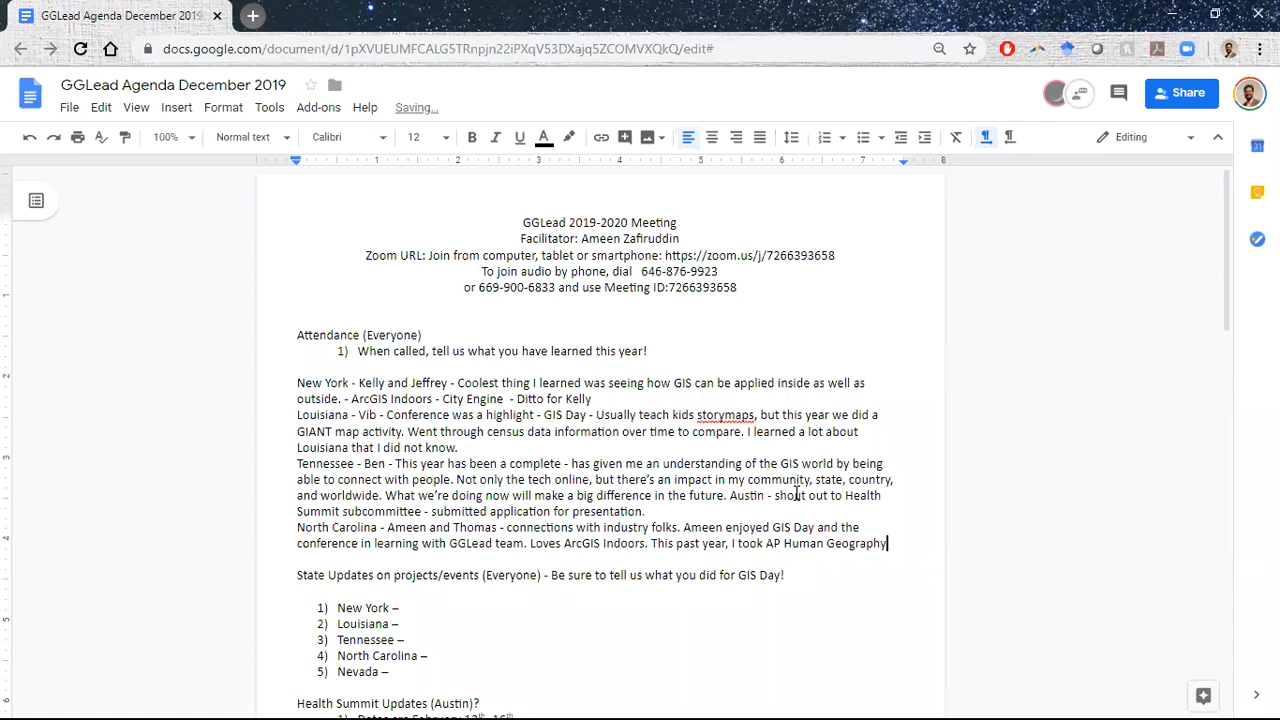 GGLead Agenda December 2019
docs.google.com/document/d/1pXVUEUMFCALG5TRnpjn22iPXqV53DXajq5ZCOMVXQkQ/edit#
GGLead Agenda December 2019
File Edit View Insert Format Tools Add-ons Help Saving...
Share
100% Normal text Calibri 12 Editing
1 2 3 4 5 6 7 8
GGLead 2019-2020 Meeting
Facilitator: Ameen Zafiruddin
Zoom URL: Join from computer, tablet or smartphone: https://zoom.us/j/7266393658
To join audio by phone, dial 646-876-9923
or 669-900-6833 and use Meeting ID:7266393658
Attendance (Everyone)
1) When called, tell us what you have learned this year!
New York - Kelly and Jeffrey - Coolest thing I learned was seeing how GIS can be applied inside as well as
outside. - ArcGIS Indoors - City Engine - Ditto for Kelly
Louisiana - Vib - Conference was a highlight - GIS Day - Usually teach kids storymaps, but this year we did a
GIANT map activity. Went through census data information over time to compare. I learned a lot about
Louisiana that I did not know.
Tennessee - Ben - This year has been a complete - has given me an understanding of the GIS world by being
able to connect with people. Not only the tech online, but there's an impact in my community, state, country,
and worldwide. What we're doing now will make a big difference in the future. Austin - shout out to Health
Summit subcommittee - submitted application for presentation.
North Carolina - Ameen and Thomas - connections with industry folks. Ameen enjoyed GIS Day and the
conference in learning with GGLead team. Loves ArcGIS Indoors. This past year, I took AP Human Geography
State Updates on projects/events (Everyone) - Be sure to tell us what you did for GIS Day!
1) New York –
2) Louisiana –
3) Tennessee –
4) North Carolina –
5) Nevada –
Health Summit Updates (Austin)?
1) Dates are February 12th-16th